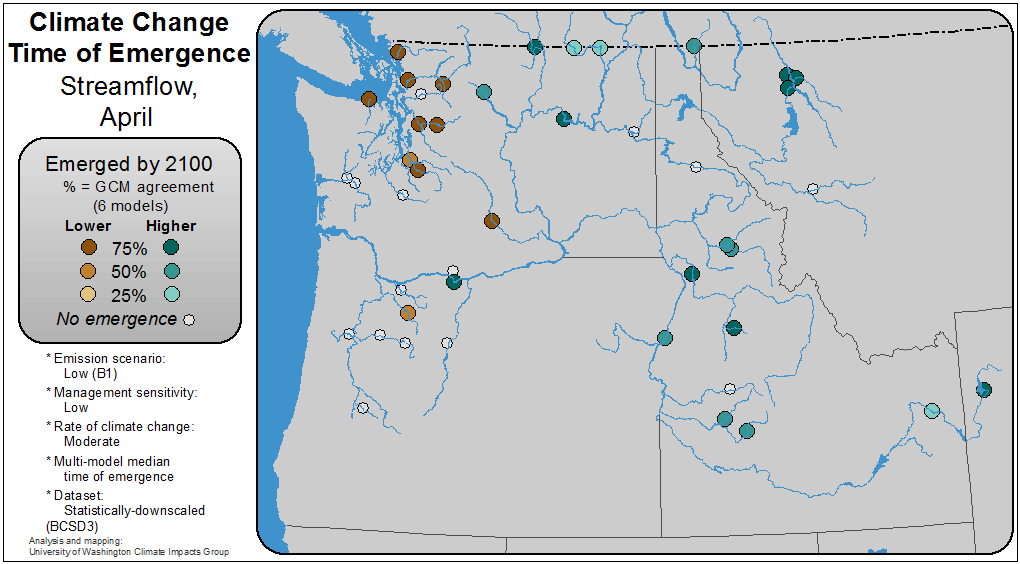 Climate Change
Time of Emergence
Streamflow,
April
Emerged by 2100
% = GCM agreement
(6 models)
Lower Higher
75%
50%
25%
No emergence
* Emission scenario:
Low (B1)
* Management sensitivity:
Low
* Rate of climate change:
Moderate
* Multi-model median
time of emergence
* Dataset:
Statistically-downscaled
(BCSD3)
Analysis and mapping:
University of Washington Climate Impacts Group